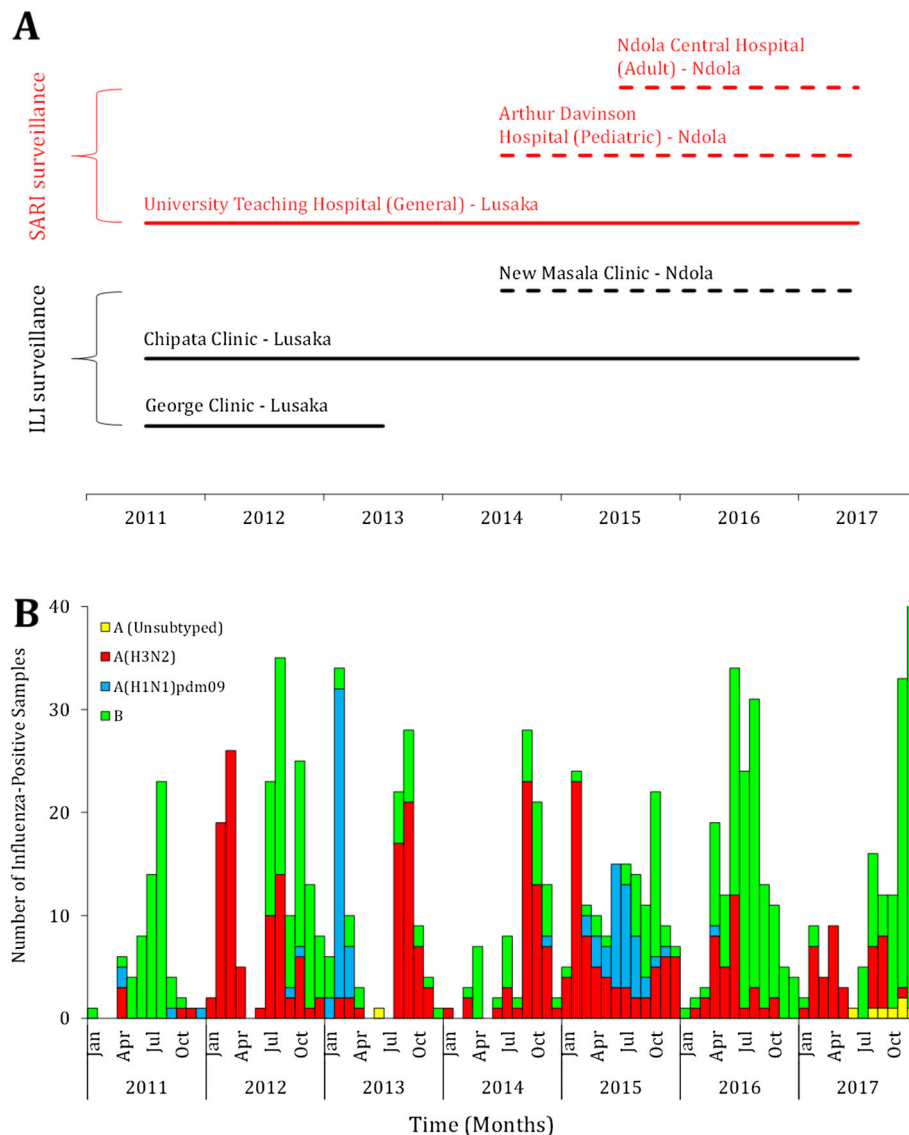 A
SARI surveillance
Ndola Central Hospital
(Adult) - Ndola
Arthur Davinson
Hospital (Pediatric) - Ndola
University Teaching Hospital (General) - Lusaka
ILI surveillance
New Masala Clinic - Ndola
Chipata Clinic - Lusaka
George Clinic - Lusaka
2011 2012 2013 2014 2015 2016 2017
B
Number of Influenza-Positive Samples
40
30
20
10
0
A (Unsubtyped)
A(H3N2)
A(H1N1)pdm09
B
Jan Apr Jul Oct Jan Apr Jul Oct Jan Apr Jul Oct Jan Apr Jul Oct Jan Apr Jul Oct Jan Apr Jul Oct Jan Apr Jul Oct
2011 2012 2013 2014 2015 2016 2017
Time (Months)